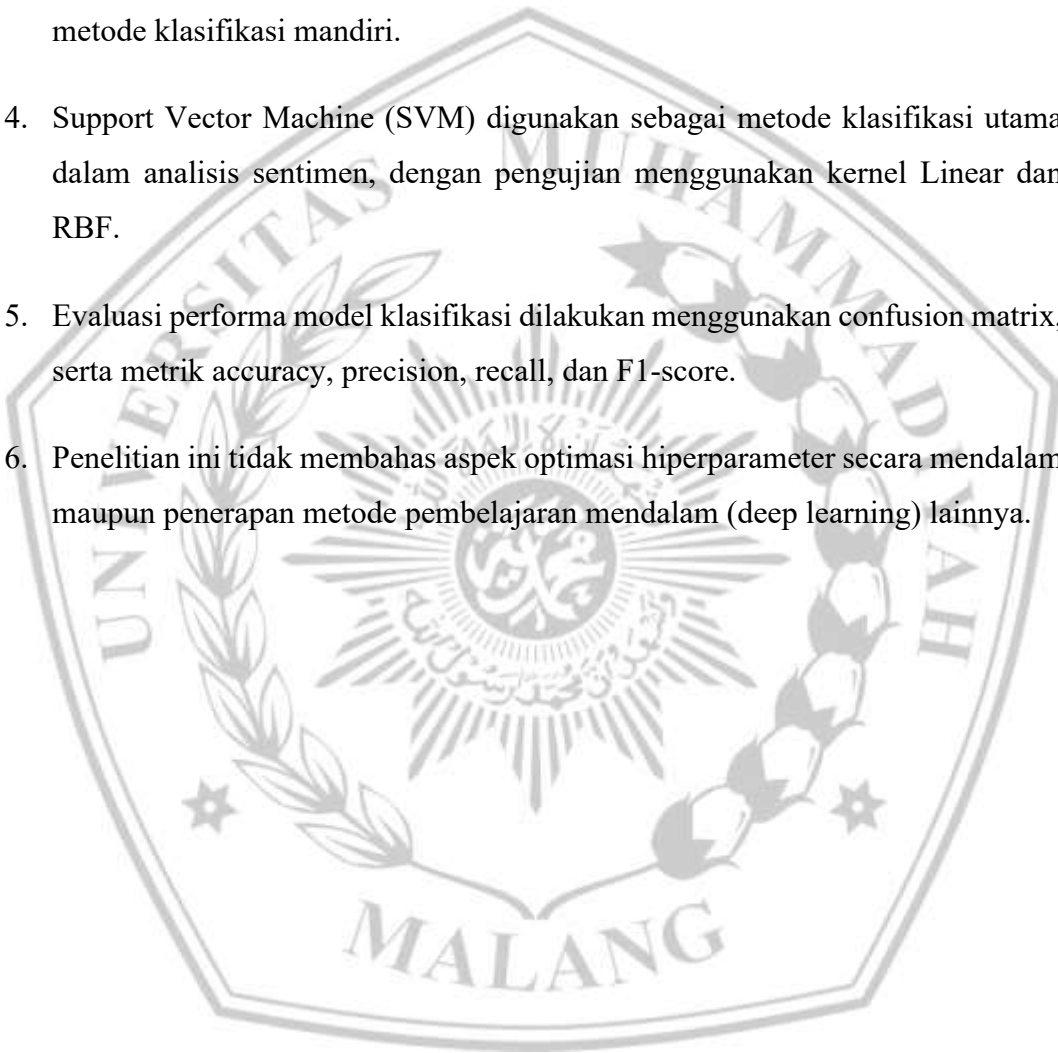 metode klasifikasi mandiri.
4. Support Vector Machine (SVM) digunakan sebagai metode klasifikasi utama
dalam analisis sentimen, dengan pengujian menggunakan kernel Linear dan
RBF.
5. Evaluasi performa model klasifikasi dilakukan menggunakan confusion matrix,
serta metrik accuracy, precision, recall, dan F1-score.
6. Penelitian ini tidak membahas aspek optimasi hiperparameter secara mendalam
maupun penerapan metode pembelajaran mendalam (deep learning) lainnya.
UNIVERSITAS MUHAMMADIYAH
MALANG